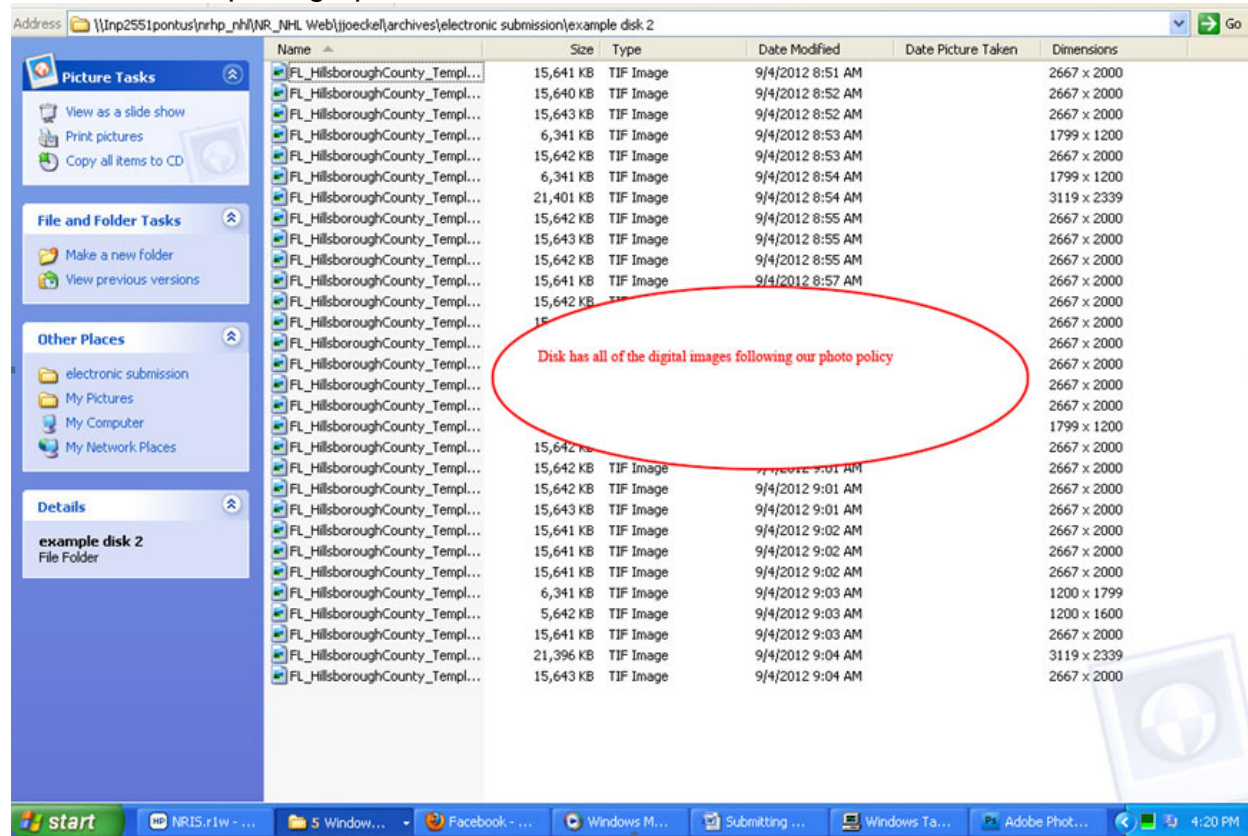 Address \\Inp2551pontus\nrhp_nhl\NR_NHL Web\jjoeckel\archives\electronic submission\example disk 2 Go
Name Size Type Date Modified Date Picture Taken Dimensions
Picture Tasks
View as a slide show
Print pictures
Copy all items to CD
File and Folder Tasks
Make a new folder
View previous versions
Other Places
electronic submission
My Pictures
My Computer
My Network Places
Details
example disk 2
File Folder
FL_HillsboroughCounty_Templ... 15,641 KB TIF Image 9/4/2012 8:51 AM 2667 x 2000
FL_HillsboroughCounty_Templ... 15,640 KB TIF Image 9/4/2012 8:52 AM 2667 x 2000
FL_HillsboroughCounty_Templ... 15,643 KB TIF Image 9/4/2012 8:52 AM 2667 x 2000
FL_HillsboroughCounty_Templ... 6,341 KB TIF Image 9/4/2012 8:53 AM 1799 x 1200
FL_HillsboroughCounty_Templ... 15,642 KB TIF Image 9/4/2012 8:53 AM 2667 x 2000
FL_HillsboroughCounty_Templ... 6,341 KB TIF Image 9/4/2012 8:54 AM 1799 x 1200
FL_HillsboroughCounty_Templ... 21,401 KB TIF Image 9/4/2012 8:54 AM 3119 x 2339
FL_HillsboroughCounty_Templ... 15,642 KB TIF Image 9/4/2012 8:55 AM 2667 x 2000
FL_HillsboroughCounty_Templ... 15,643 KB TIF Image 9/4/2012 8:55 AM 2667 x 2000
FL_HillsboroughCounty_Templ... 15,642 KB TIF Image 9/4/2012 8:55 AM 2667 x 2000
FL_HillsboroughCounty_Templ... 15,641 KB TIF Image 9/4/2012 8:57 AM 2667 x 2000
FL_HillsboroughCounty_Templ... 15,642 KB 2667 x 2000
FL_HillsboroughCounty_Templ... 2667 x 2000
FL_HillsboroughCounty_Templ... 2667 x 2000
FL_HillsboroughCounty_Templ... 2667 x 2000
Disk has all of the digital images following our photo policy
FL_HillsboroughCounty_Templ... 2667 x 2000
FL_HillsboroughCounty_Templ... 2667 x 2000
FL_HillsboroughCounty_Templ... 1799 x 1200
FL_HillsboroughCounty_Templ... 15,642 KB 2667 x 2000
FL_HillsboroughCounty_Templ... 15,642 KB TIF Image 9/4/2012 9:01 AM 2667 x 2000
FL_HillsboroughCounty_Templ... 15,642 KB TIF Image 9/4/2012 9:01 AM 2667 x 2000
FL_HillsboroughCounty_Templ... 15,643 KB TIF Image 9/4/2012 9:01 AM 2667 x 2000
FL_HillsboroughCounty_Templ... 15,641 KB TIF Image 9/4/2012 9:02 AM 2667 x 2000
FL_HillsboroughCounty_Templ... 15,641 KB TIF Image 9/4/2012 9:02 AM 2667 x 2000
FL_HillsboroughCounty_Templ... 15,641 KB TIF Image 9/4/2012 9:02 AM 2667 x 2000
FL_HillsboroughCounty_Templ... 6,341 KB TIF Image 9/4/2012 9:03 AM 1200 x 1799
FL_HillsboroughCounty_Templ... 5,642 KB TIF Image 9/4/2012 9:03 AM 1200 x 1600
FL_HillsboroughCounty_Templ... 15,641 KB TIF Image 9/4/2012 9:03 AM 2667 x 2000
FL_HillsboroughCounty_Templ... 21,396 KB TIF Image 9/4/2012 9:04 AM 3119 x 2339
FL_HillsboroughCounty_Templ... 15,643 KB TIF Image 9/4/2012 9:04 AM 2667 x 2000
start NRIS.r1w - ... 5 Window... Facebook - ... Windows M... Submitting ... Windows Ta... Adobe Phot... 4:20 PM